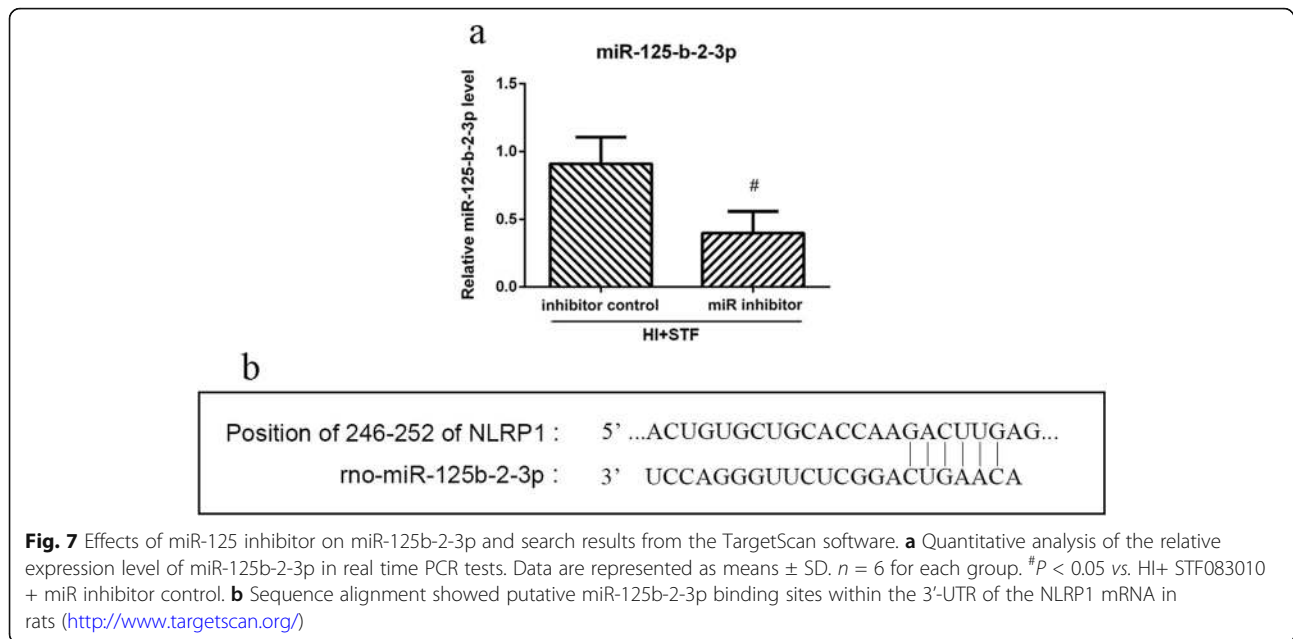 a
miR-125-b-2-3p
Relative miR-125-b-2-3p level
1.5
1.0
0.5
0.0
#
inhibitor control miR inhibitor
HI+STF
b
Position of 246-252 of NLRP1 : 5' ...ACUGUGCUGCACCAAGACUUGAG...
rno-miR-125b-2-3p : 3' UCCAGGGUUCUCGGACUGAACA
Fig. 7 Effects of miR-125 inhibitor on miR-125b-2-3p and search results from the TargetScan software. a Quantitative analysis of the relative
expression level of miR-125b-2-3p in real time PCR tests. Data are represented as means ± SD. n = 6 for each group. #P < 0.05 vs. HI+ STF083010
+ miR inhibitor control. b Sequence alignment showed putative miR-125b-2-3p binding sites within the 3′-UTR of the NLRP1 mRNA in
rats (http://www.targetscan.org/)